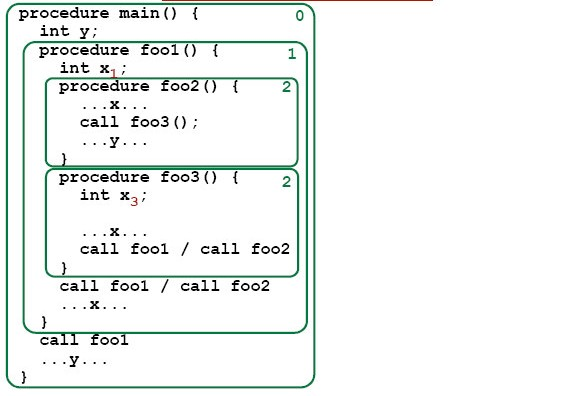 procedure main() { 0
int y;
procedure foo1() { 1
int x1;
procedure foo2() { 2
...x...
call foo3();
...y...
}
procedure foo3() { 2
int x3;
...x...
call foo1 / call foo2
}
call foo1 / call foo2
...x...
}
call foo1
...y...
}